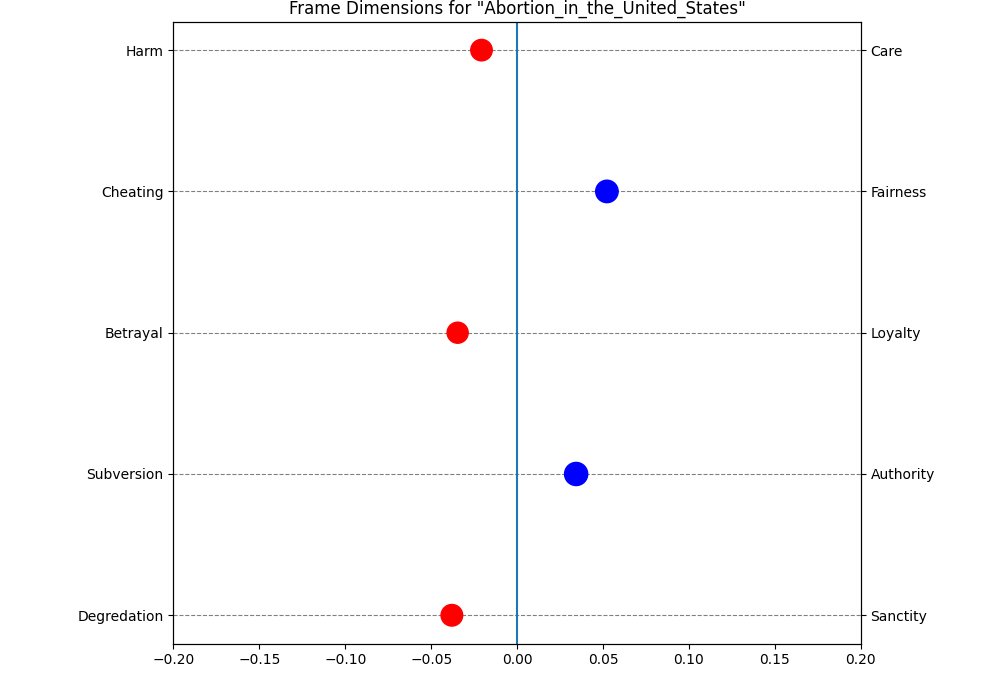 Frame Dimensions for "Abortion_in_the_United_States"
Harm
Care
Cheating
Fairness
Betrayal
Loyalty
Subversion
Authority
Degredation
Sanctity
−0.20 −0.15 −0.10 −0.05 0.00 0.05 0.10 0.15 0.20